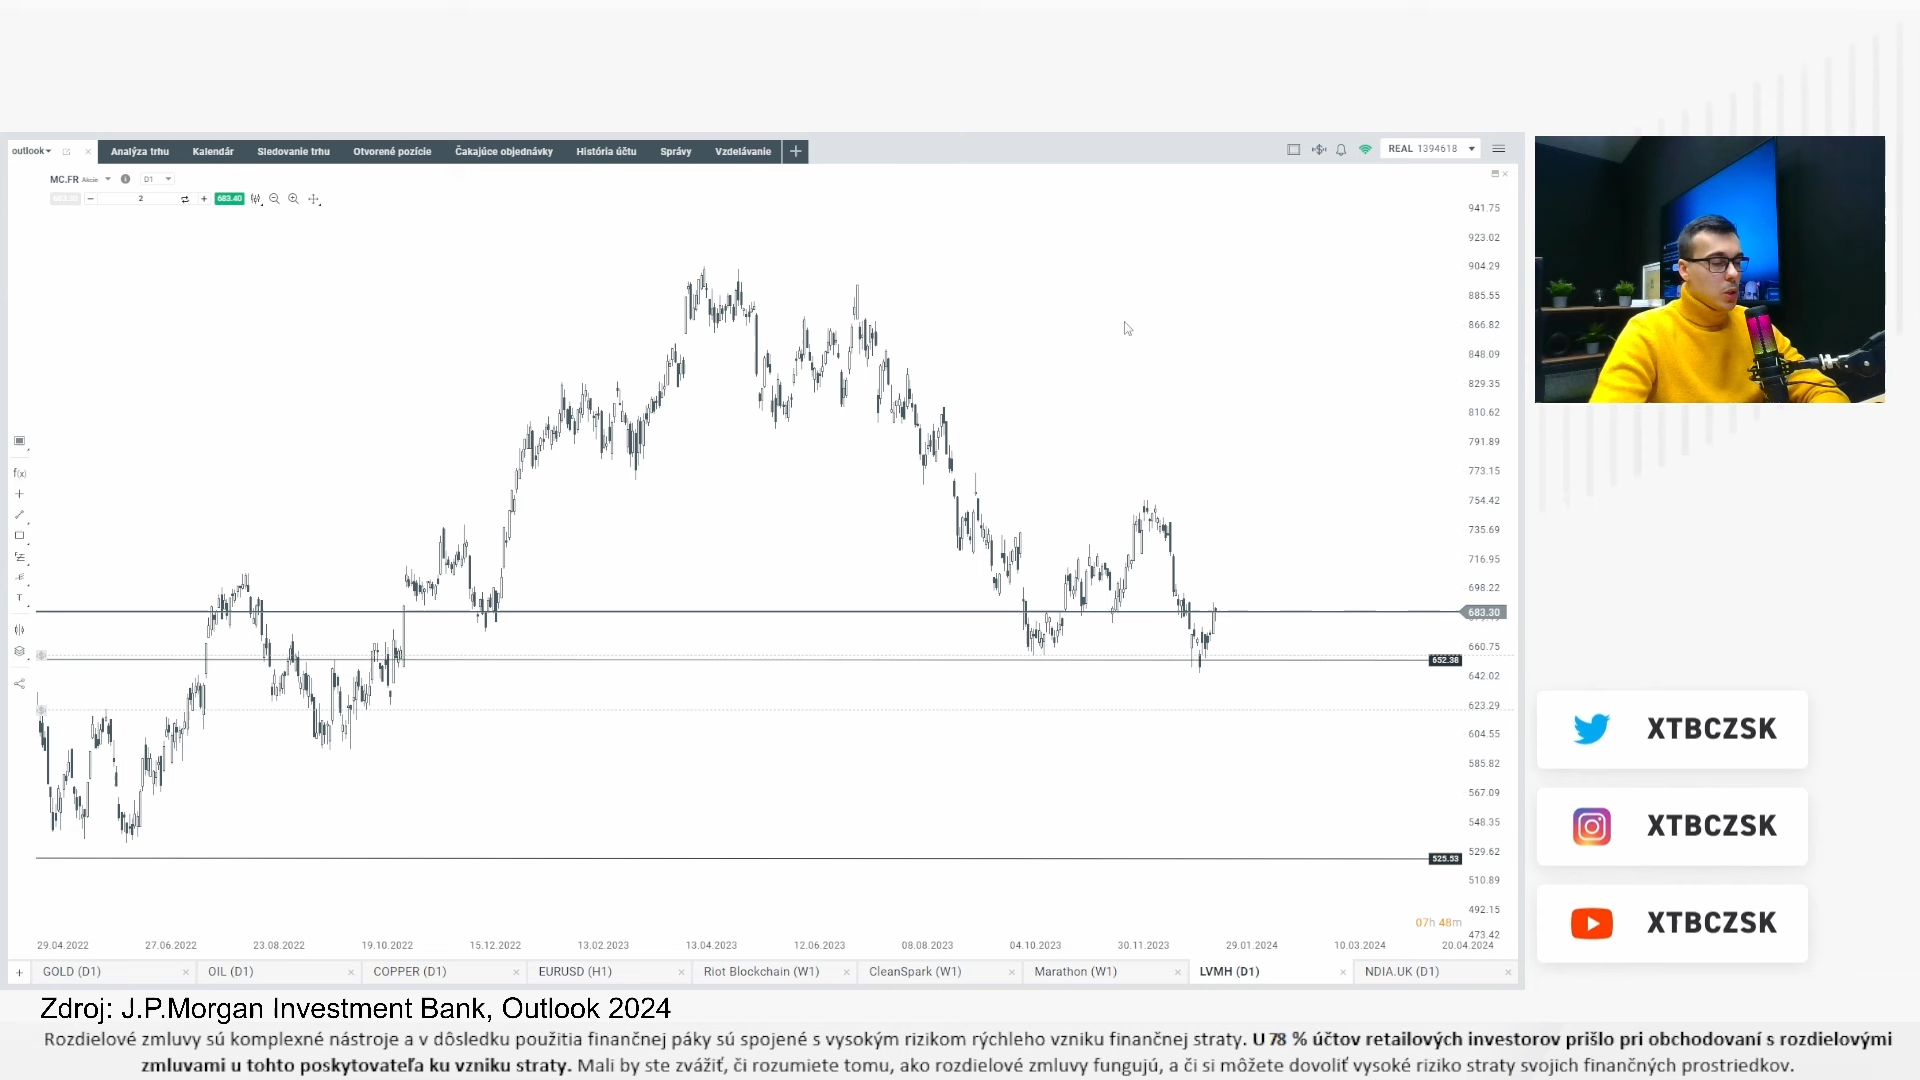 outlook
Analýza trhu
Kalendár
Sledovanie trhu
Otvorené pozície
Čakajúce objednávky
História účtu
Správy
Vzdelávanie
REAL 1394618
MC.FR Akcie D1
2 683.40
941.75
923.02
904.29
885.55
866.82
848.09
829.35
810.62
791.89
773.15
754.42
735.69
716.95
698.22
683.30
660.75
652.38
642.02
623.29
604.55
585.82
567.09
548.35
529.62
525.53
510.89
492.15
473.42
f(x)
T
07h 48m
29.04.2022 27.06.2022 23.08.2022 19.10.2022 15.12.2022 13.02.2023 13.04.2023 12.06.2023 08.08.2023 04.10.2023 30.11.2023 29.01.2024 10.03.2024 20.04.2024
GOLD (D1) OIL (D1) COPPER (D1) EURUSD (H1) Riot Blockchain (W1) CleanSpark (W1) Marathon (W1) LVMH (D1) NDIA.UK (D1)
XTBCZSK
XTBCZSK
XTBCZSK
Zdroj: J.P.Morgan Investment Bank, Outlook 2024
Rozdielové zmluvy sú komplexné nástroje a v dôsledku použitia finančnej páky sú spojené s vysokým rizikom rýchleho vzniku finančnej straty. U 78 % účtov retailových investorov prišlo pri obchodovaní s rozdielovými
zmluvami u tohto poskytovateľa ku vzniku straty. Mali by ste zvážiť, či rozumiete tomu, ako rozdielové zmluvy fungujú, a či si môžete dovoliť vysoké riziko straty svojich finančných prostriedkov.